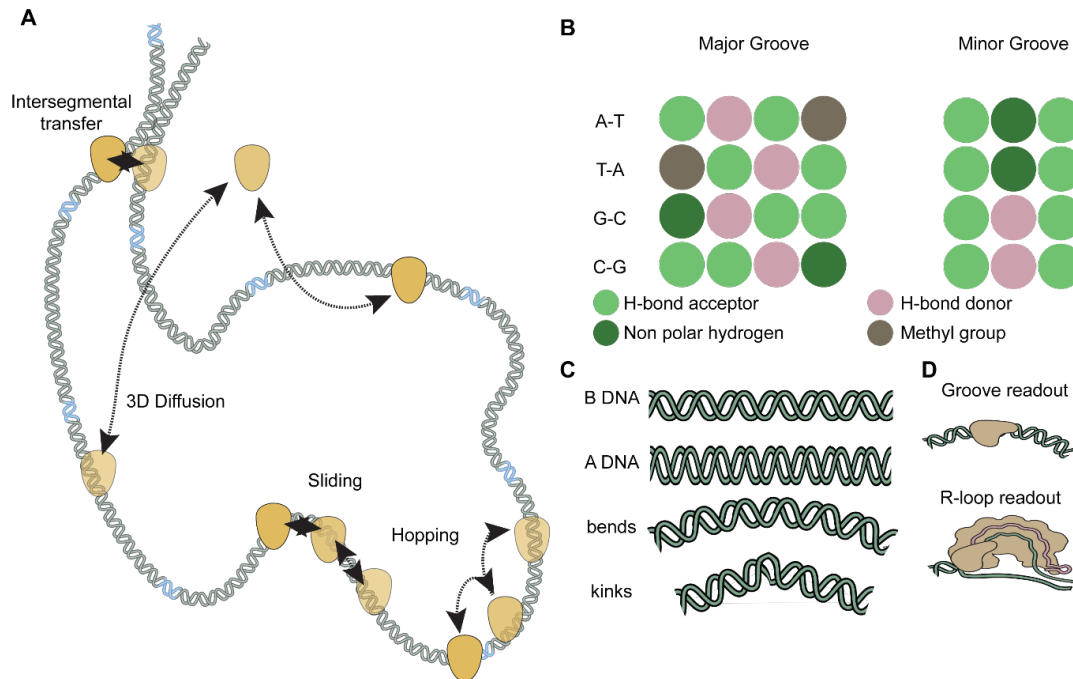 A
Intersegmental
transfer
3D Diffusion
Sliding
Hopping
B
Major Groove
Minor Groove
A-T
T-A
G-C
C-G
H-bond acceptor
H-bond donor
Non polar hydrogen
Methyl group
C
B DNA
A DNA
bends
kinks
D
Groove readout
R-loop readout